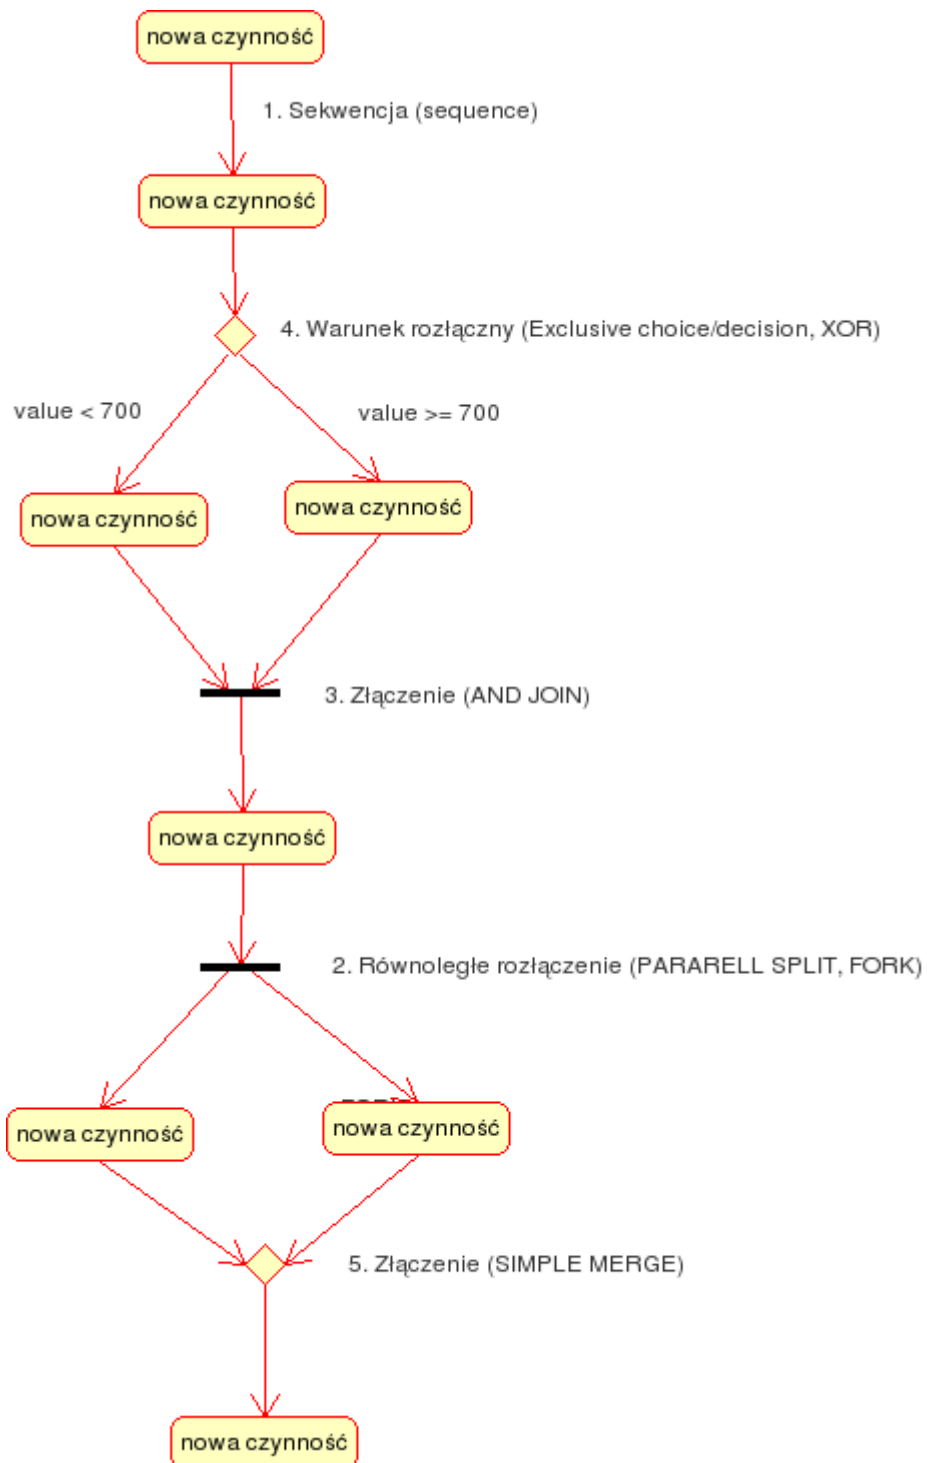 nowa czynność
1. Sekwencja (sequence)
nowa czynność
4. Warunek rozłączny (Exclusive choice/decision, XOR)
value < 700
value >= 700
nowa czynność
nowa czynność
3. Złączenie (AND JOIN)
nowa czynność
2. Równoległe rozłączenie (PARARELL SPLIT, FORK)
nowa czynność
nowa czynność
5. Złączenie (SIMPLE MERGE)
nowa czynność